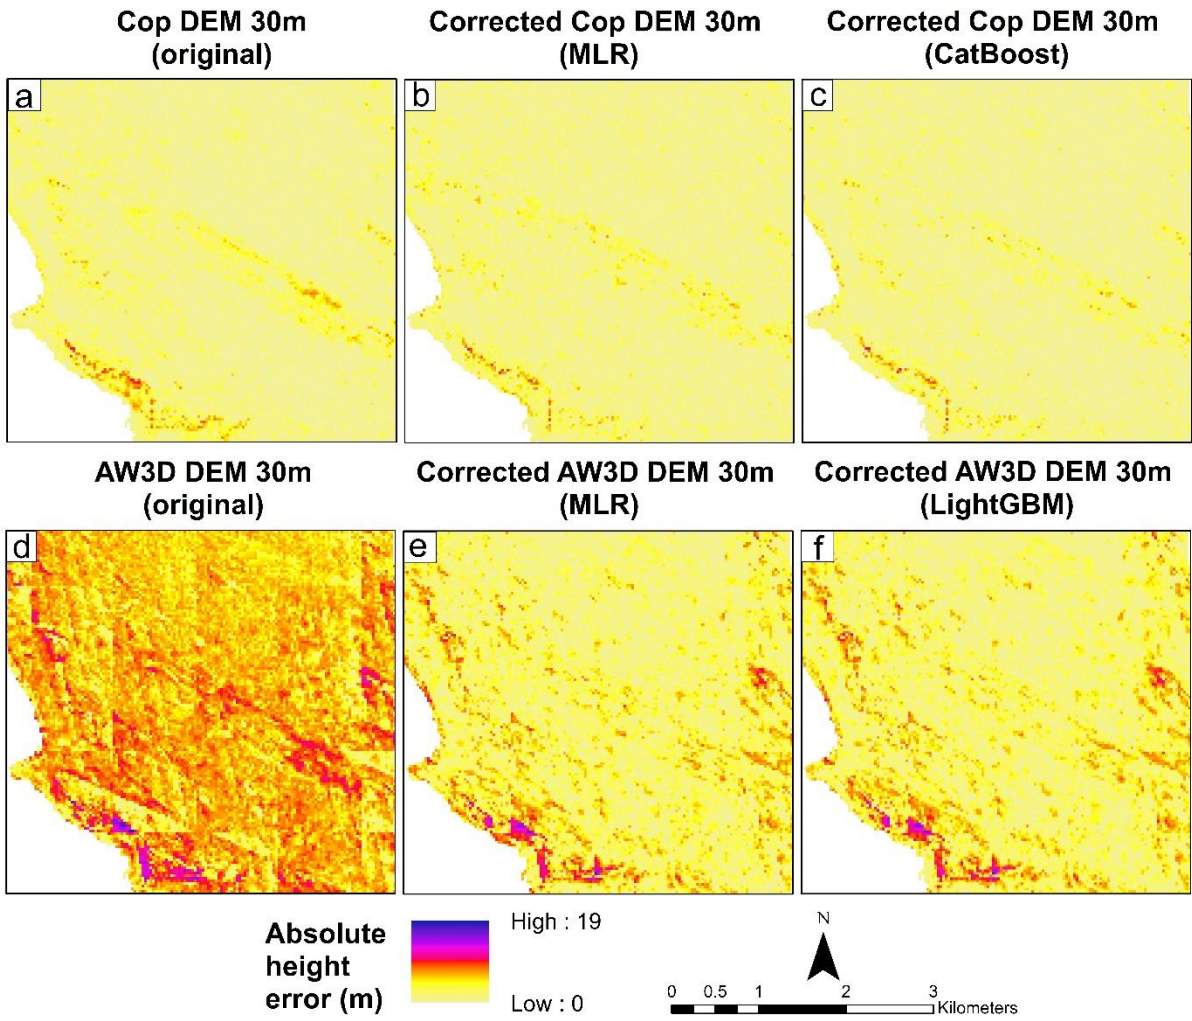 Cop DEM 30m
(original)
Corrected Cop DEM 30m
(MLR)
Corrected Cop DEM 30m
(CatBoost)
a
b
c
AW3D DEM 30m
(original)
Corrected AW3D DEM 30m
(MLR)
Corrected AW3D DEM 30m
(LightGBM)
d
e
f
Absolute
height
error (m)
High : 19
Low : 0
N
0 0.5 1 2 3
Kilometers